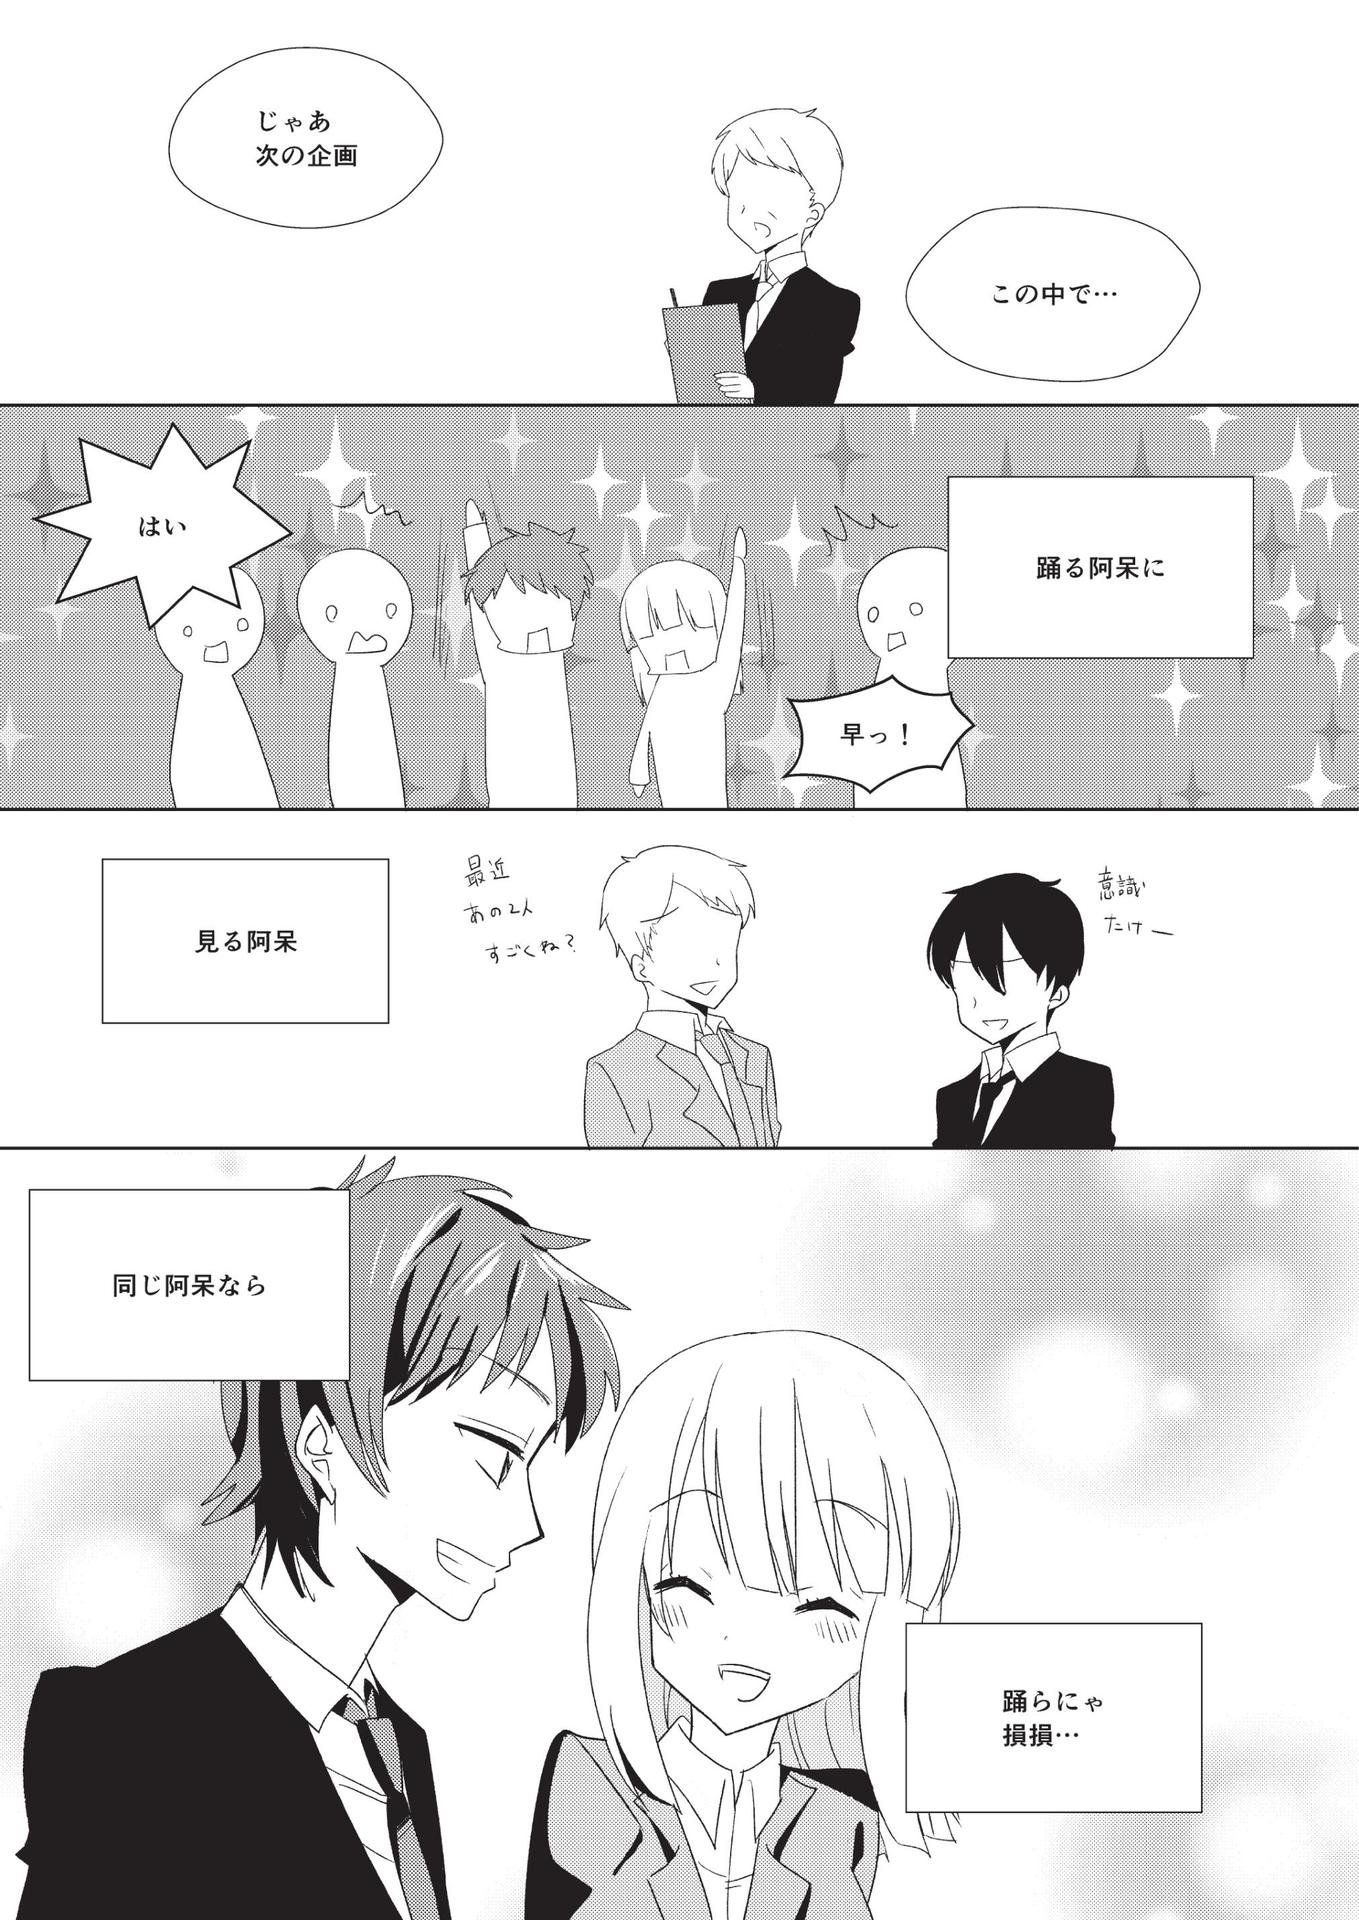 じゃあ
次の企画
この中で…
はい
踊る阿呆に
早っ！
見る阿呆
最近
あの2人
すごくね？
意識
たけー
同じ阿呆なら
踊らにゃ
損損…